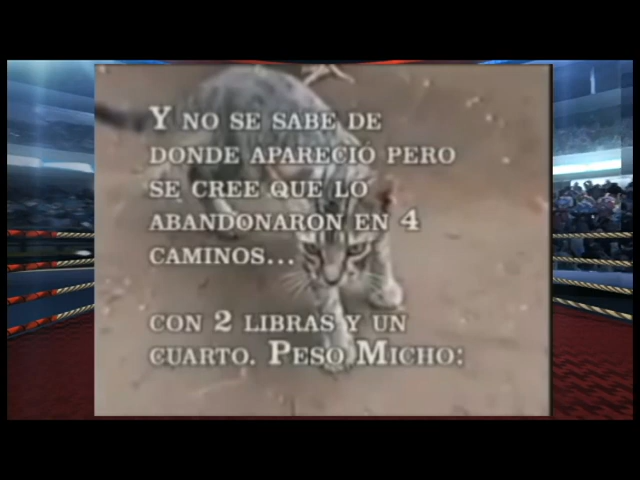 Y NO SE SABE DE
DONDE APARECIÓ PERO
SE CREE QUE LO
ABANDONARON EN 4
CAMINOS...
CON 2 LIBRAS Y UN
CUARTO. PESO MICHO: